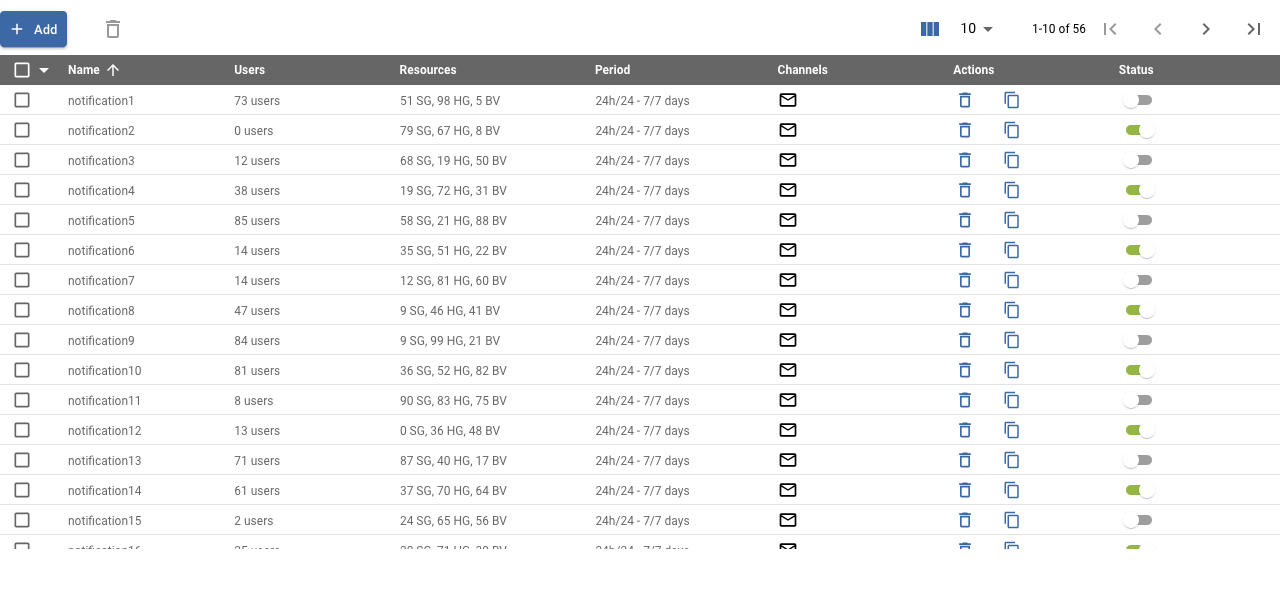 Add
10
1-10 of 56
Name Users Resources Period Channels Actions Status
notification1 73 users 51 SG, 98 HG, 5 BV 24h/24 - 7/7 days
notification2 0 users 79 SG, 67 HG, 8 BV 24h/24 - 7/7 days
notification3 12 users 68 SG, 19 HG, 50 BV 24h/24 - 7/7 days
notification4 38 users 19 SG, 72 HG, 31 BV 24h/24 - 7/7 days
notification5 85 users 58 SG, 21 HG, 88 BV 24h/24 - 7/7 days
notification6 14 users 35 SG, 51 HG, 22 BV 24h/24 - 7/7 days
notification7 14 users 12 SG, 81 HG, 60 BV 24h/24 - 7/7 days
notification8 47 users 9 SG, 46 HG, 41 BV 24h/24 - 7/7 days
notification9 84 users 9 SG, 99 HG, 21 BV 24h/24 - 7/7 days
notification10 81 users 36 SG, 52 HG, 82 BV 24h/24 - 7/7 days
notification11 8 users 90 SG, 83 HG, 75 BV 24h/24 - 7/7 days
notification12 13 users 0 SG, 36 HG, 48 BV 24h/24 - 7/7 days
notification13 71 users 87 SG, 40 HG, 17 BV 24h/24 - 7/7 days
notification14 61 users 37 SG, 70 HG, 64 BV 24h/24 - 7/7 days
notification15 2 users 24 SG, 65 HG, 56 BV 24h/24 - 7/7 days